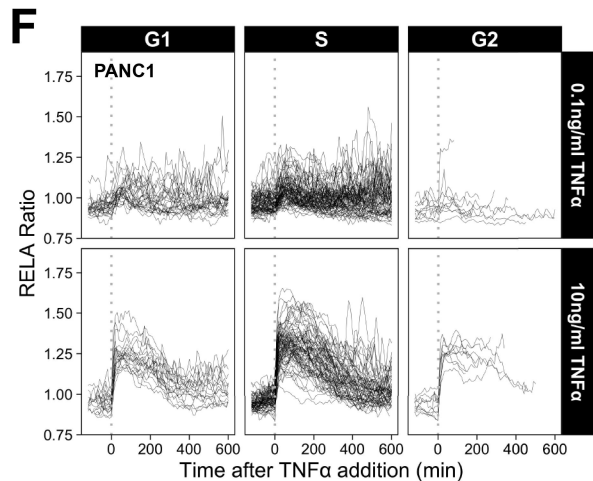 F
G1 S G2
PANC1
1.75
1.50
1.25
1.00
0.75
0.1ng/ml TNFα
RELA Ratio
1.75
1.50
1.25
1.00
0.75
10ng/ml TNFα
0 200 400 600 0 200 400 600 0 200 400 600
Time after TNFα addition (min)